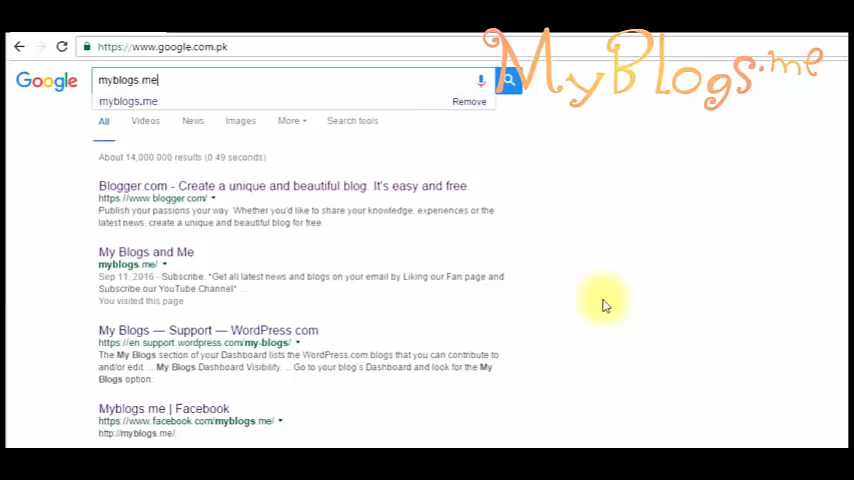 https://www.google.com.pk
MyBlogs.me
Google
myblogs.me
myblogs.me
Remove
All Videos News Images More Search tools
About 14,000,000 results (0.49 seconds)
Blogger.com - Create a unique and beautiful blog. It's easy and free.
https://www.blogger.com/
Publish your passions your way. Whether you'd like to share your knowledge, experiences or the
latest news, create a unique and beautiful blog for free.
My Blogs and Me
myblogs.me/
Sep 11, 2016 - Subscribe. *Get all latest news and blogs on your email by Liking our Fan page and
Subscribe our YouTube Channel* ...
You visited this page
My Blogs — Support — WordPress.com
https://en.support.wordpress.com/my-blogs/
The My Blogs section of your Dashboard lists the WordPress.com blogs that you can contribute to
and/or edit. ... My Blogs Dashboard Visibility. ... Go to your blog's Dashboard and look for the My
Blogs option:
Myblogs.me | Facebook
https://www.facebook.com/myblogs.me/
http://myblogs.me/.